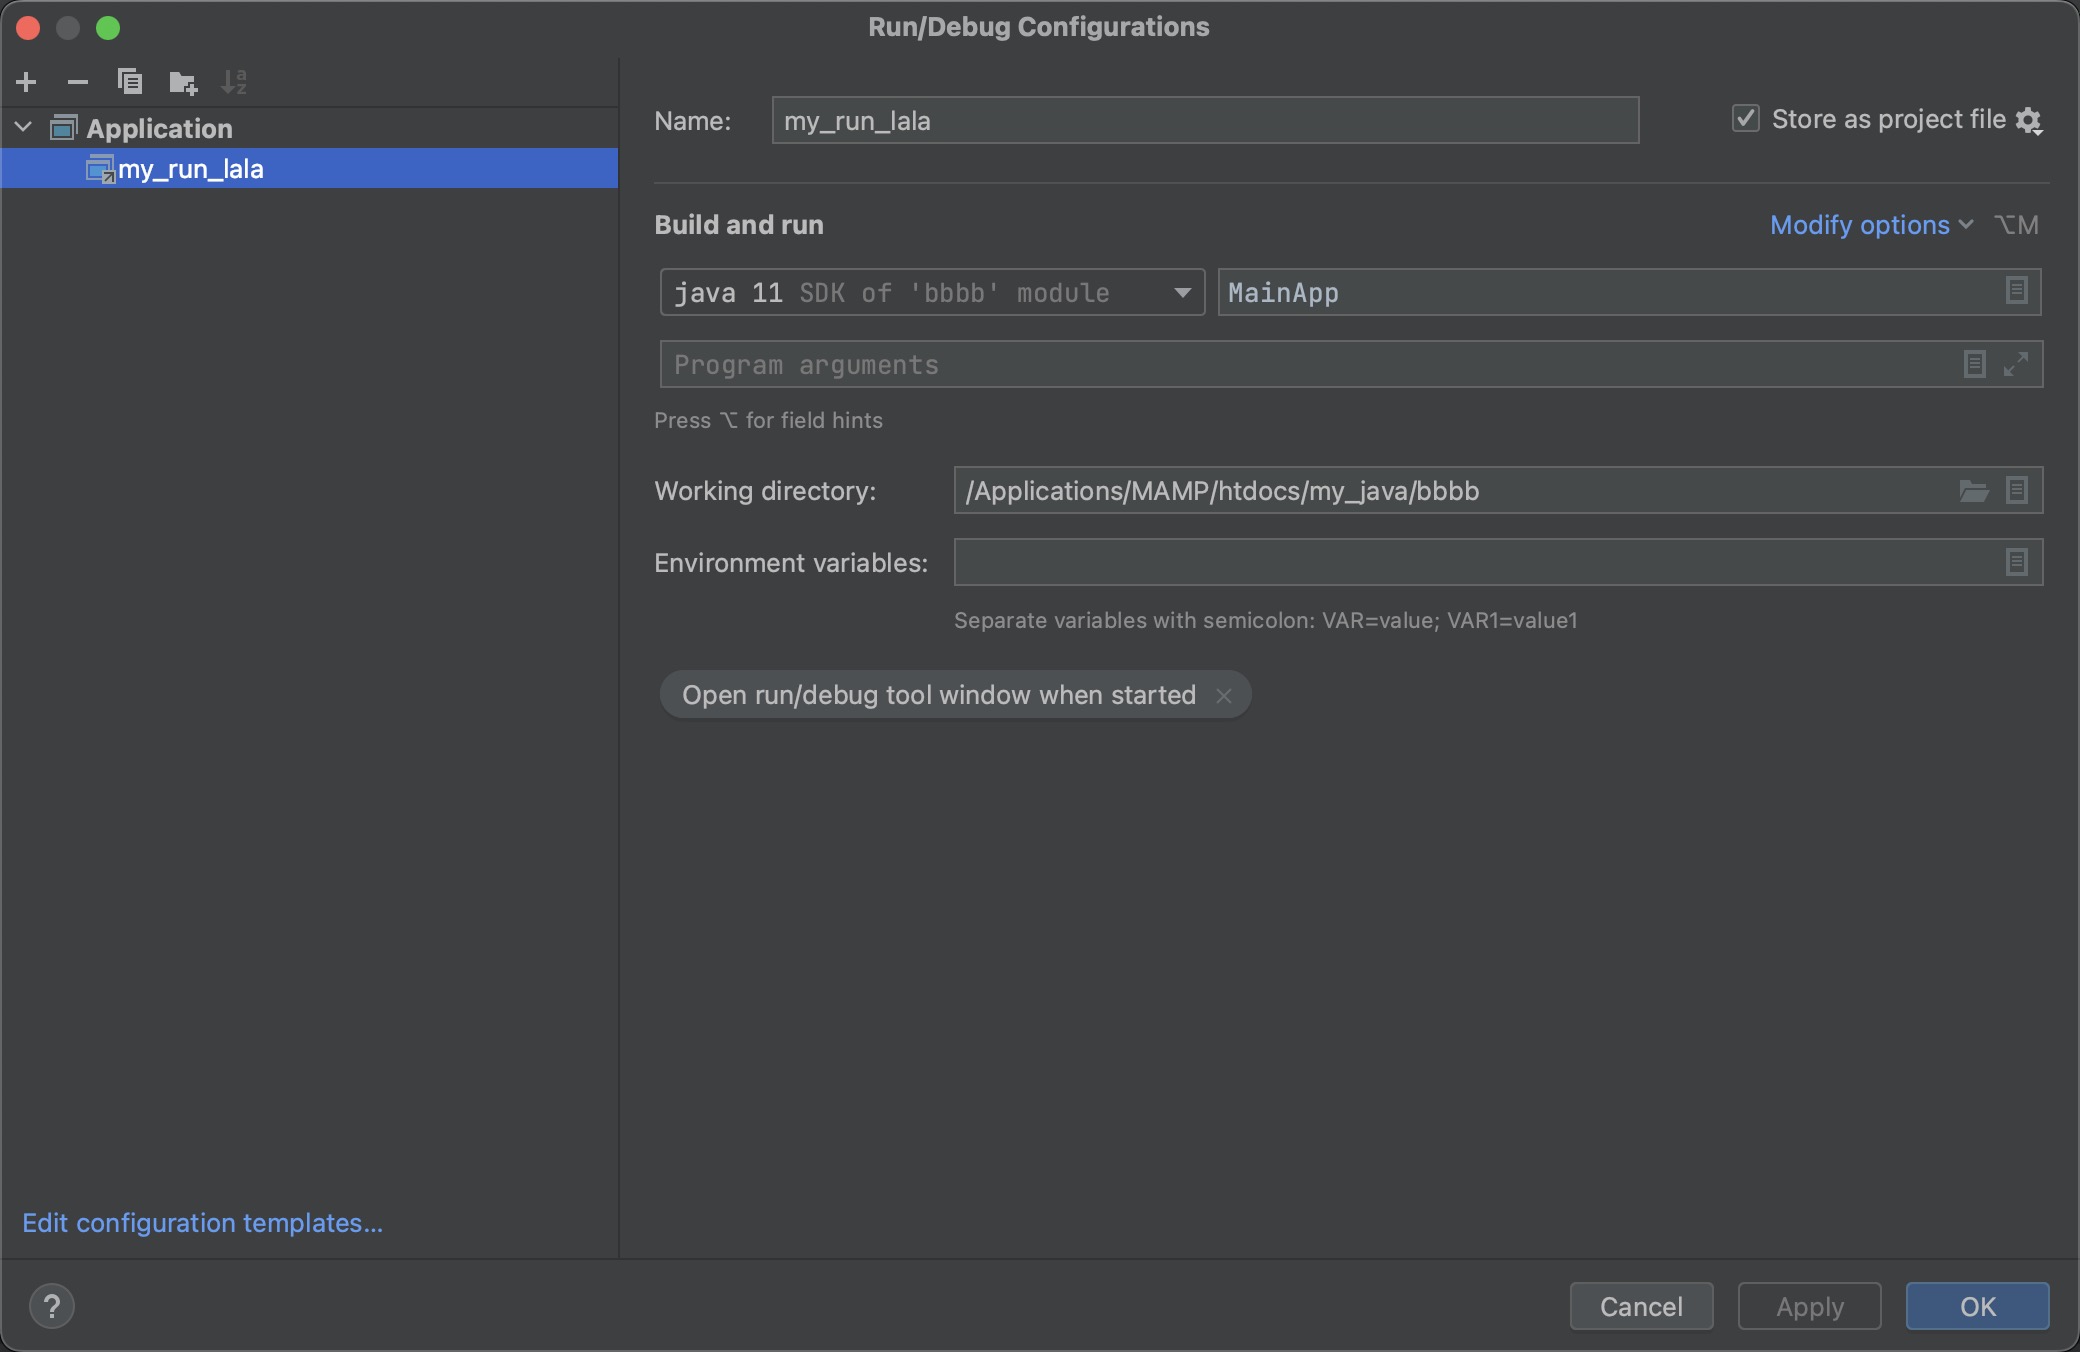 Run/Debug Configurations
Application
my_run_lala
Edit configuration templates...
Name: my_run_lala
Store as project file
Build and run
Modify options ⌥M
java 11 SDK of 'bbbb' module
MainApp
Program arguments
Press ⌥ for field hints
Working directory: /Applications/MAMP/htdocs/my_java/bbbb
Environment variables:
Separate variables with semicolon: VAR=value; VAR1=value1
Open run/debug tool window when started
?
Cancel
Apply
OK